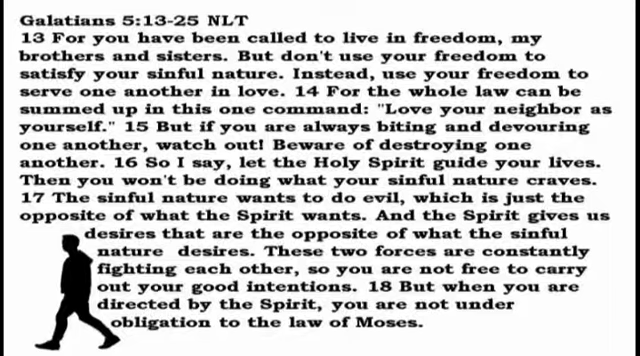 Galatians 5:13-25 NLT
13 For you have been called to live in freedom, my
brothers and sisters. But don't use your freedom to
satisfy your sinful nature. Instead, use your freedom to
serve one another in love. 14 For the whole law can be
summed up in this one command: "Love your neighbor as
yourself." 15 But if you are always biting and devouring
one another, watch out! Beware of destroying one
another. 16 So I say, let the Holy Spirit guide your lives.
Then you won't be doing what your sinful nature craves.
17 The sinful nature wants to do evil, which is just the
opposite of what the Spirit wants. And the Spirit gives us
desires that are the opposite of what the sinful
nature desires. These two forces are constantly
fighting each other, so you are not free to carry
out your good intentions. 18 But when you are
directed by the Spirit, you are not under
obligation to the law of Moses.